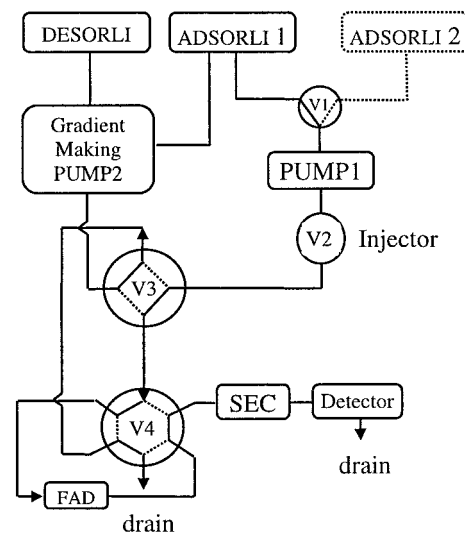 DESORLI
ADSORLI 1
ADSORLI 2
Gradient
Making
PUMP2
V1
PUMP1
V2
Injector
V3
V4
SEC
Detector
drain
FAD
drain